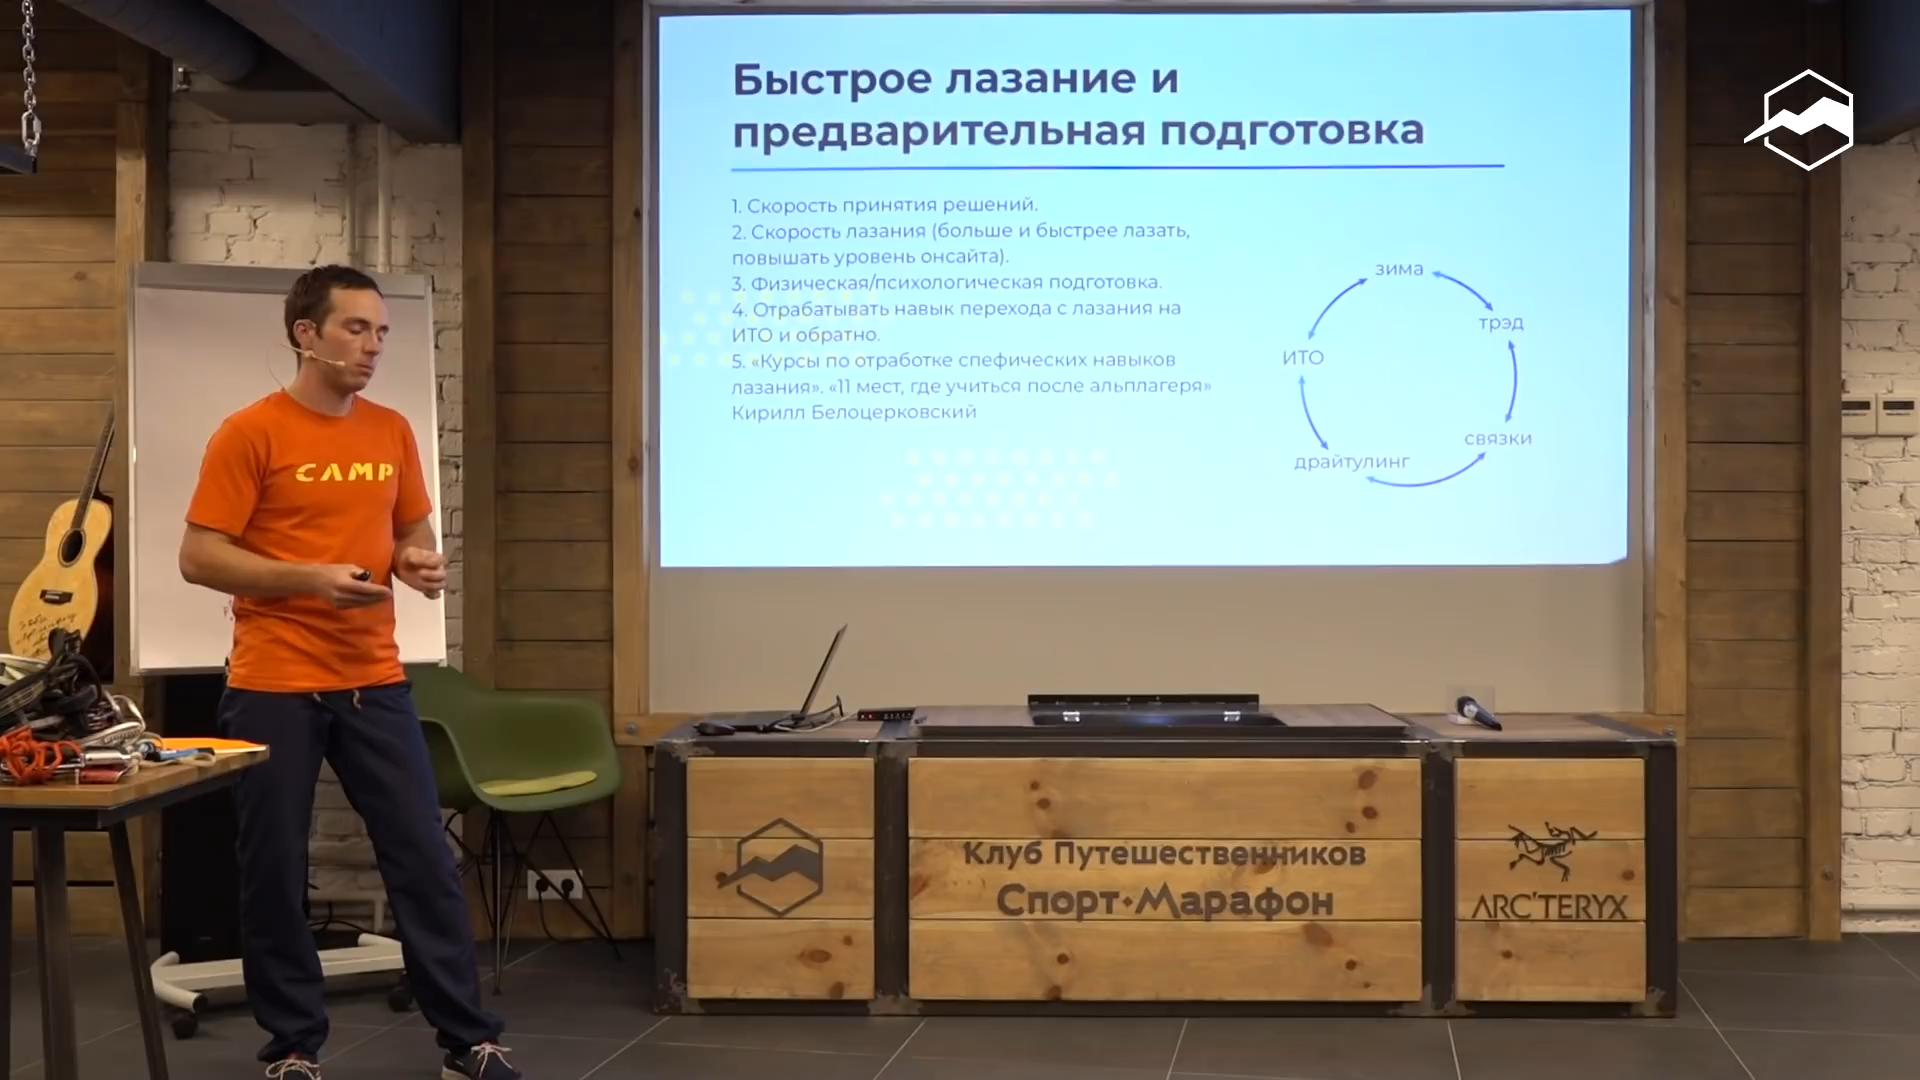 Быстрое лазание и
предварительная подготовка
1. Скорость принятия решений.
2. Скорость лазания (больше и быстрее лазать,
повышать уровень онсайта).
3. Физическая/психологическая подготовка.
4. Отрабатывать навык перехода с лазания на
ИТО и обратно.
5. «Курсы по отработке спефических навыков
лазания». «11 мест, где учиться после альплагеря»
Кирилл Белоцерковский
зима
трэд
ИТО
связки
драйтулинг
CAMP
Клуб Путешественников
Спорт-Марафон
ARC'TERYX